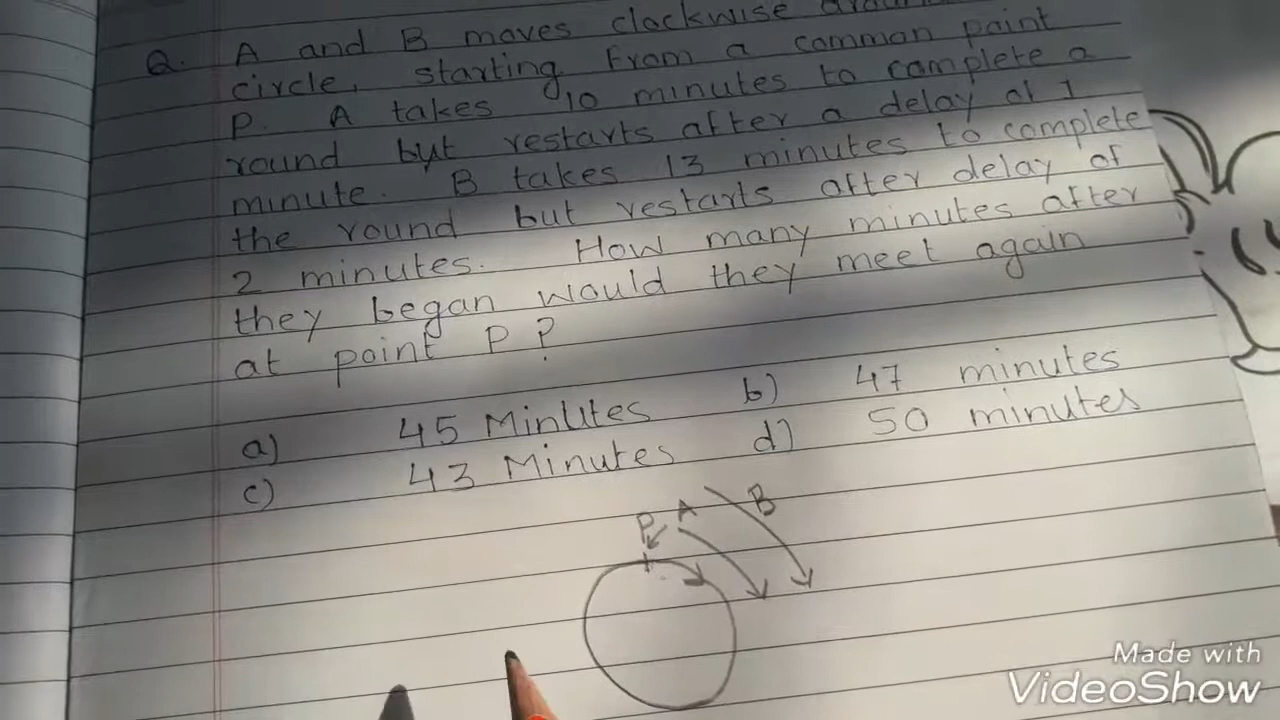 Q. A and B moves clockwise around
circle, starting from a common point
P. A takes 10 minutes to complete a
round but restarts after a delay of 1
minute. B takes 13 minutes to complete
the round but restarts after delay of
2 minutes. How many minutes after
they began would they meet again
at point P ?
a) 45 Minutes b) 47 minutes
c) 43 Minutes d) 50 minutes
P A B
Made with
VideoShow